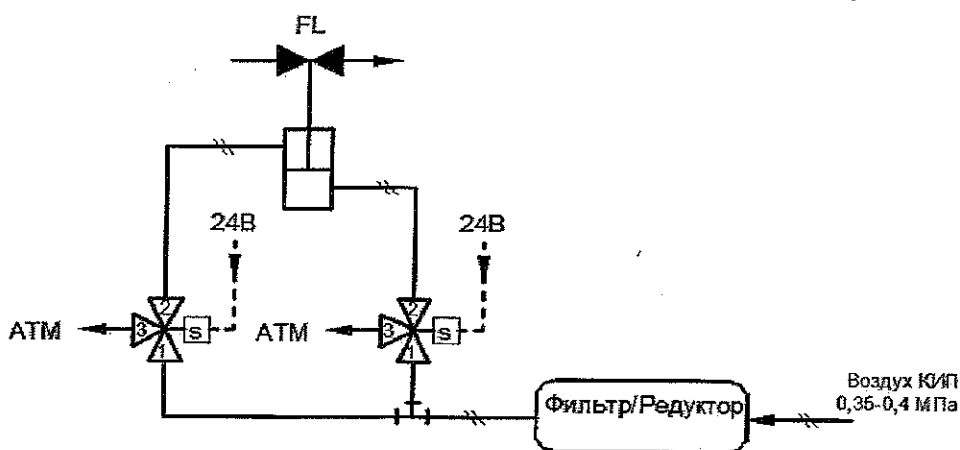 FL
24В
24В
2
2
АТМ
3
s
АТМ
3
s
1
1
Фильтр/Редуктор
Воздух КИП
0,35-0,4 МПа